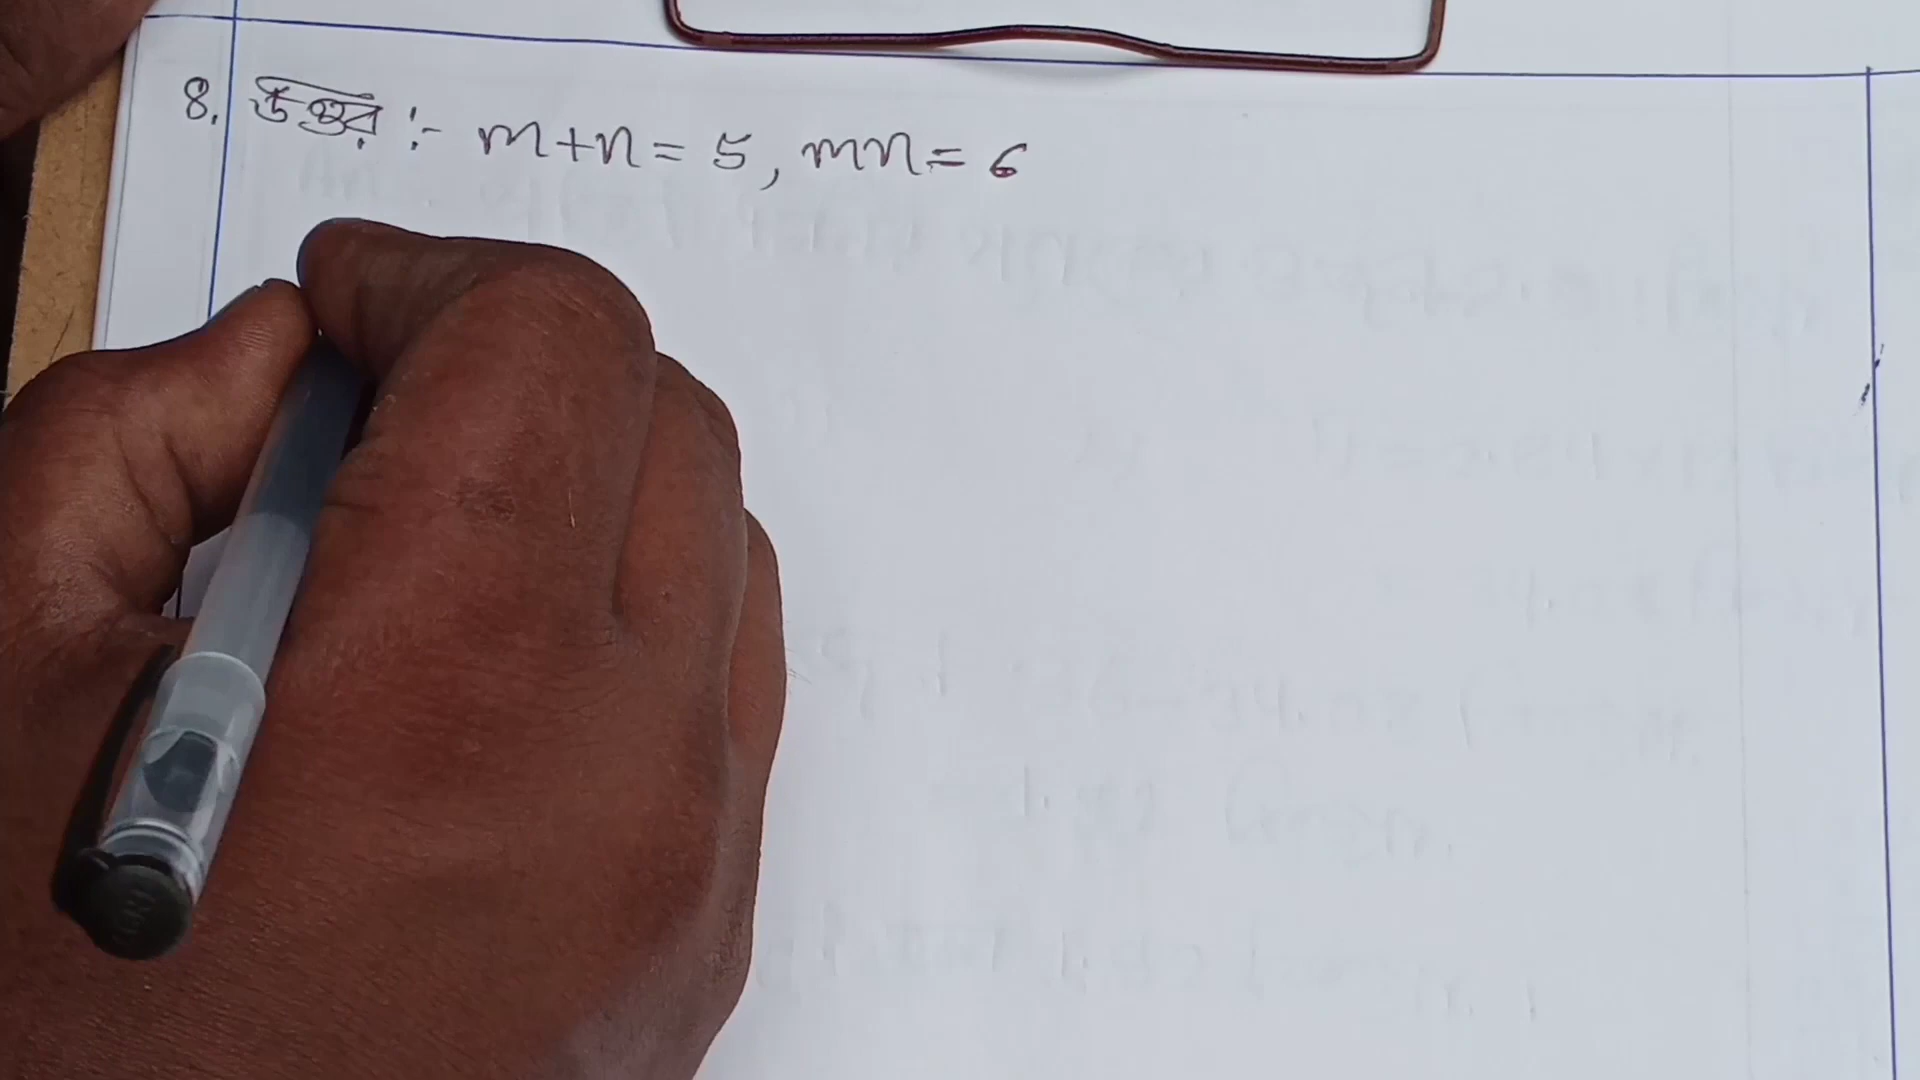 8. উত্তর :- m+n = 5, mn = 6